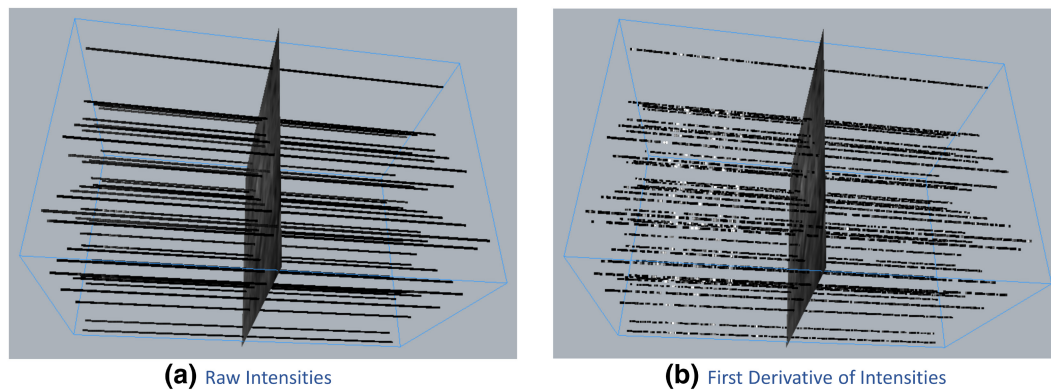 (a) Raw Intensities
(b) First Derivative of Intensities